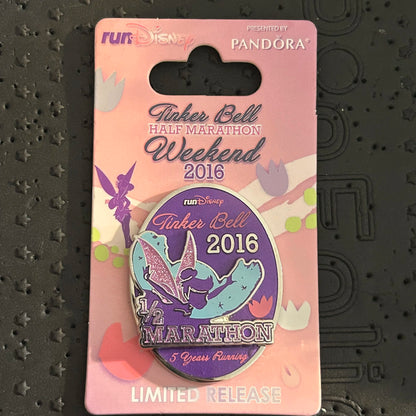 runDisney
PRESENTED BY
PANDORA
Tinker Bell
HALF MARATHON
Weekend
2016
runDisney
Tinker Bell
2016
1/2
MARATHON
5 Years Running
LIMITED RELEASE